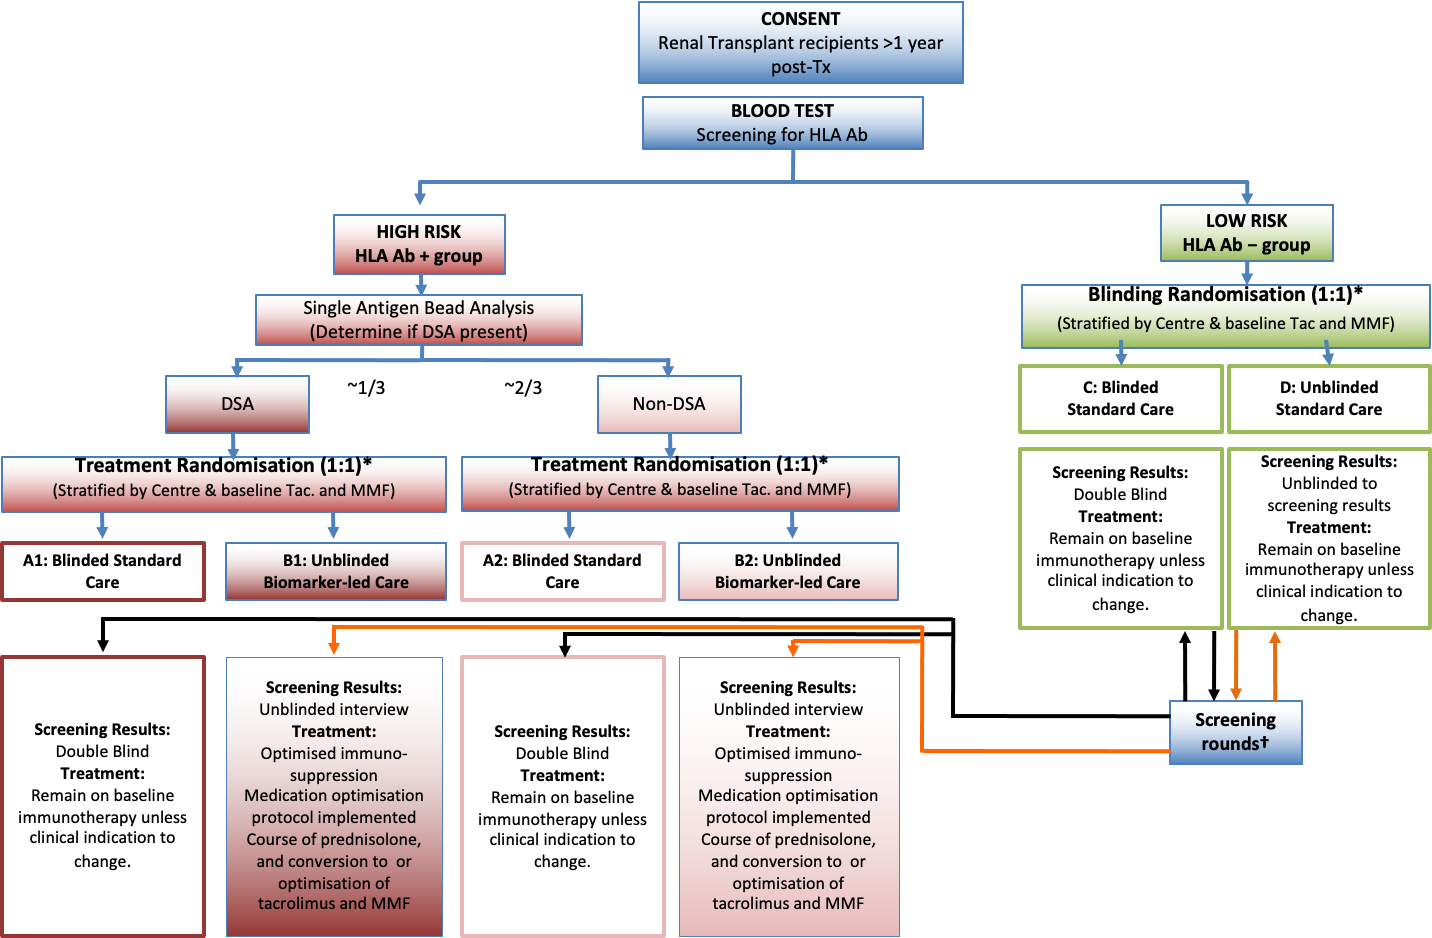 CONSENT
Renal Transplant recipients >1 year
post-Tx
BLOOD TEST
Screening for HLA Ab
HIGH RISK
HLA Ab + group
LOW RISK
HLA Ab – group
Single Antigen Bead Analysis
(Determine if DSA present)
Blinding Randomisation (1:1)*
(Stratified by Centre & baseline Tac and MMF)
DSA
~1/3
~2/3
Non-DSA
C: Blinded
Standard Care
D: Unblinded
Standard Care
Treatment Randomisation (1:1)*
(Stratified by Centre & baseline Tac. and MMF)
Treatment Randomisation (1:1)*
(Stratified by Centre & baseline Tac. and MMF)
A1: Blinded Standard
Care
B1: Unblinded
Biomarker-led Care
A2: Blinded Standard
Care
B2: Unblinded
Biomarker-led Care
Screening Results:
Double Blind
Treatment:
Remain on baseline
immunotherapy unless
clinical indication to
change.
Screening Results:
Unblinded to
screening results
Treatment:
Remain on baseline
immunotherapy unless
clinical indication to
change.
Screening Results:
Double Blind
Treatment:
Remain on baseline
immunotherapy unless
clinical indication to
change.
Screening Results:
Unblinded interview
Treatment:
Optimised immuno-
suppression
Medication optimisation
protocol implemented
Course of prednisolone,
and conversion to or
optimisation of
tacrolimus and MMF
Screening Results:
Double Blind
Treatment:
Remain on baseline
immunotherapy unless
clinical indication to
change.
Screening Results:
Unblinded interview
Treatment:
Optimised immuno-
suppression
Medication optimisation
protocol implemented
Course of prednisolone,
and conversion to or
optimisation of
tacrolimus and MMF
Screening
rounds†